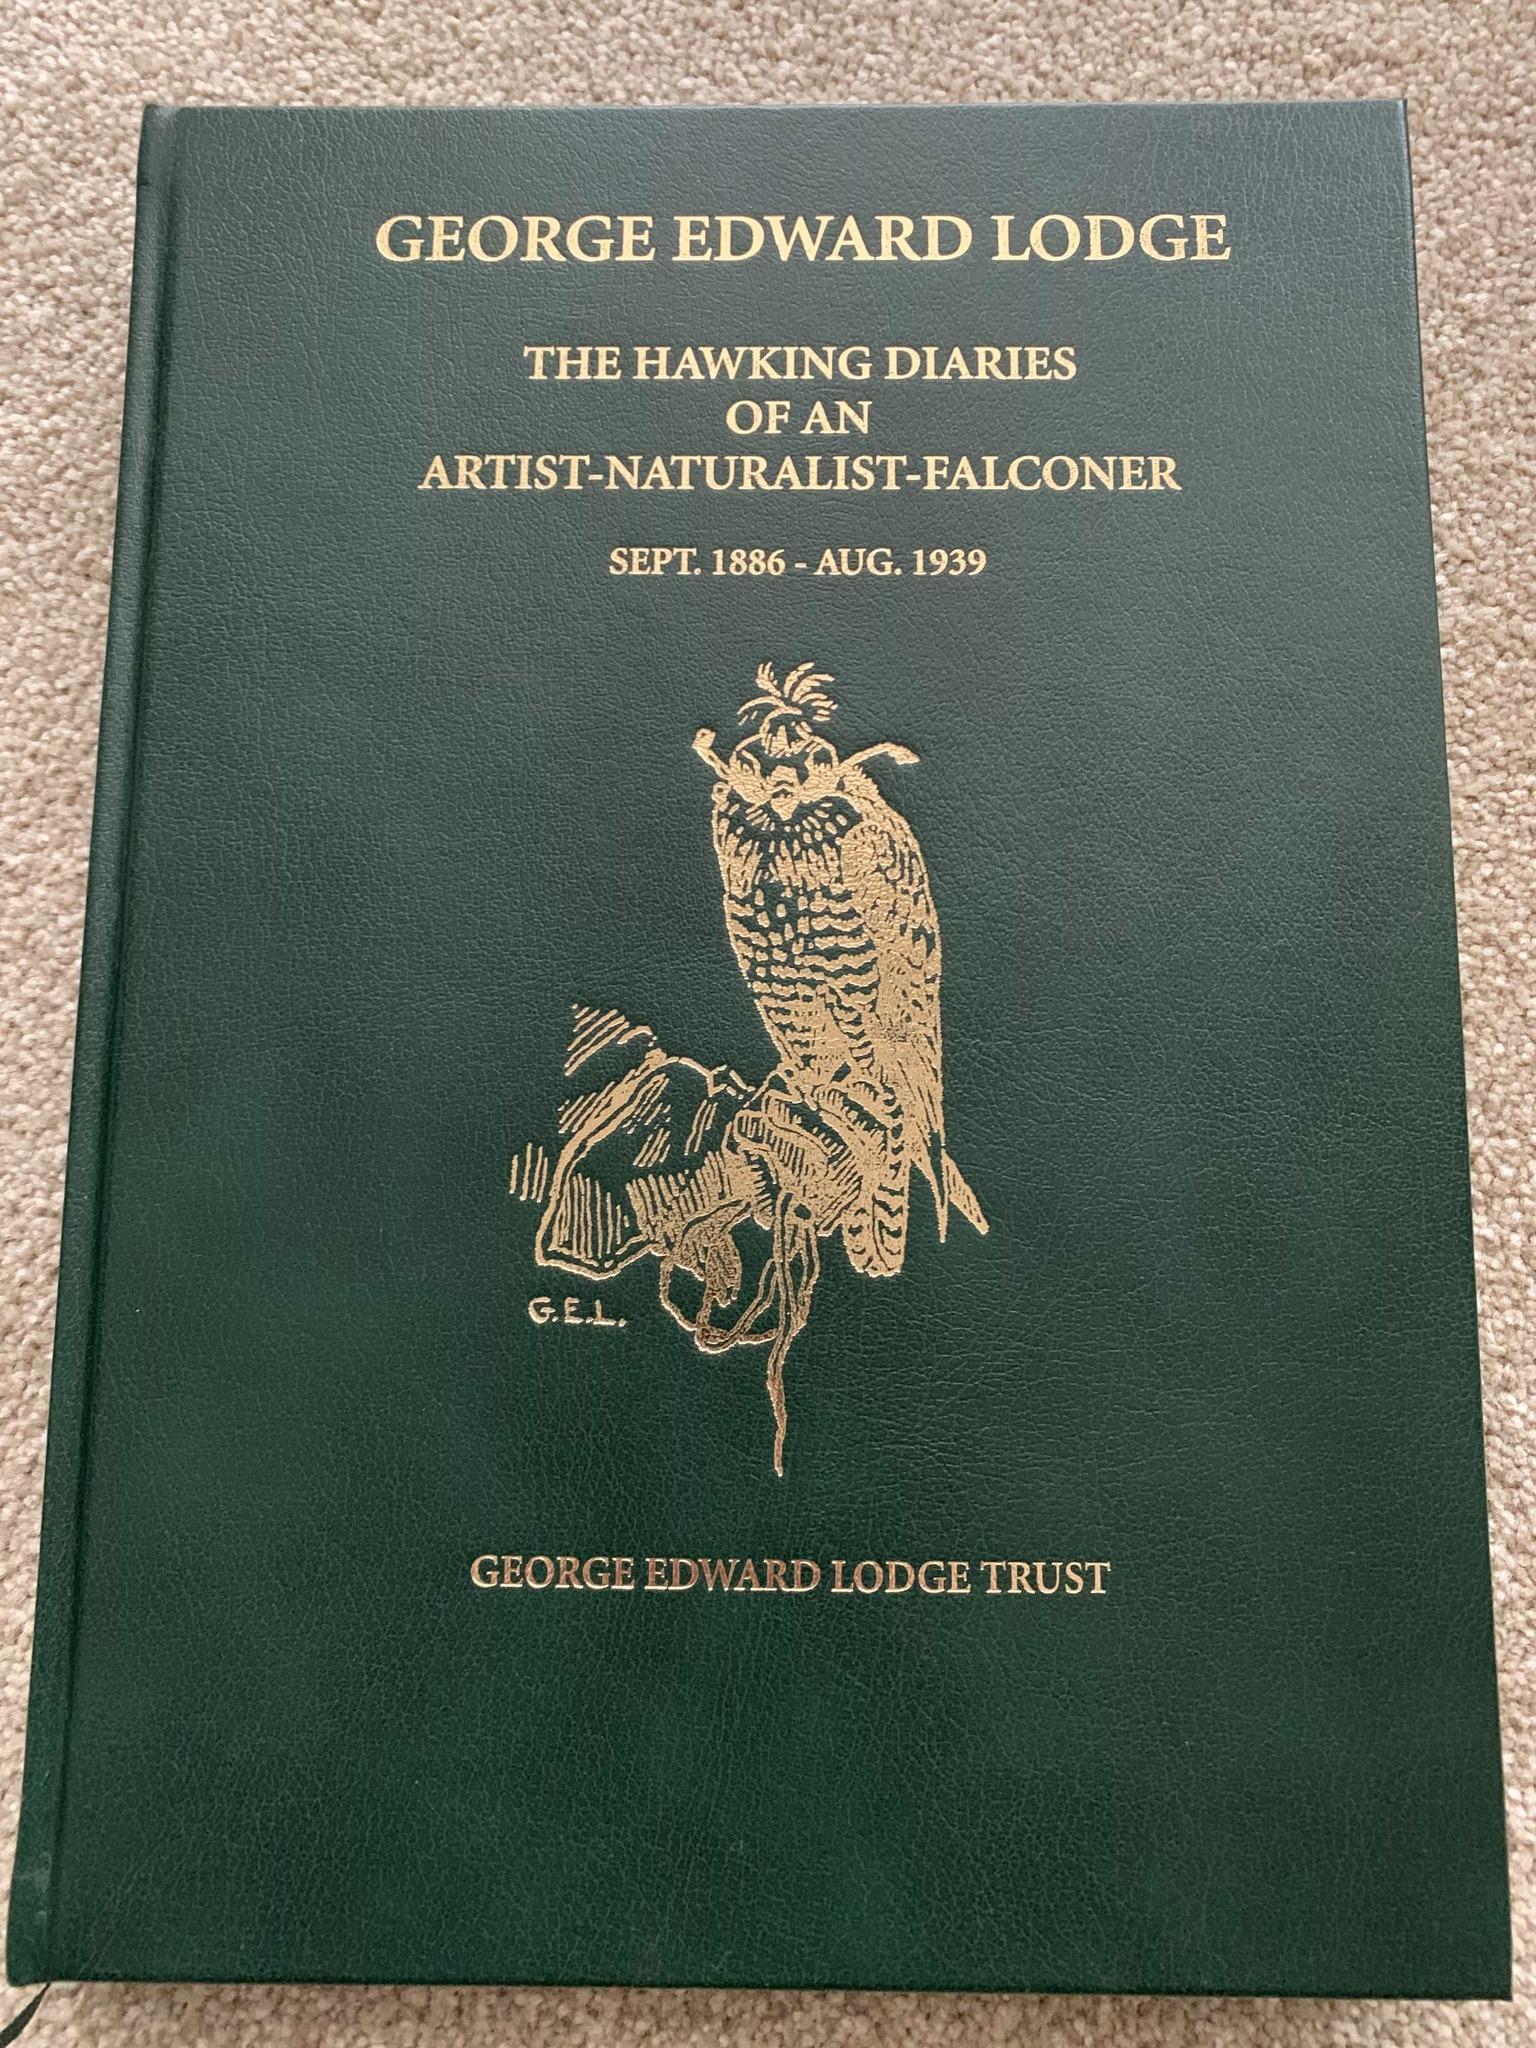 GEORGE EDWARD LODGE
THE HAWKING DIARIES
OF AN
ARTIST-NATURALIST-FALCONER
SEPT. 1886 - AUG. 1939
G.E.L.
GEORGE EDWARD LODGE TRUST